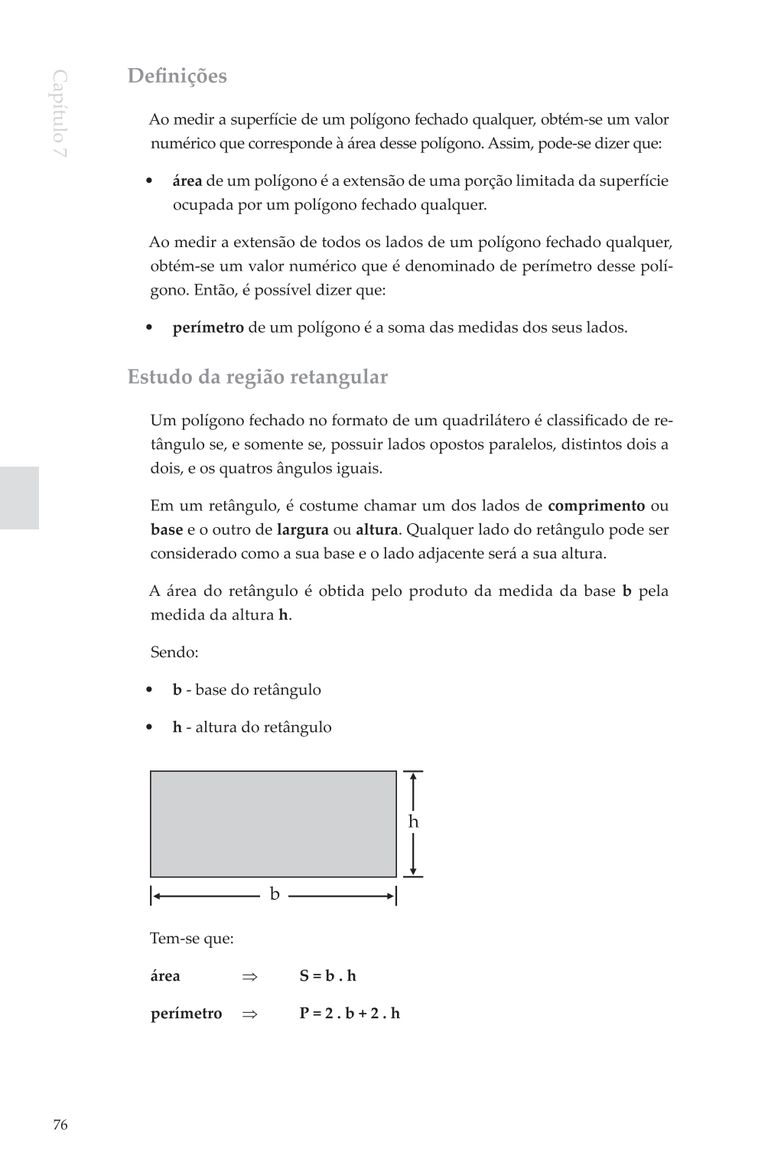 Capítulo 7
Definições
Ao medir a superfície de um polígono fechado qualquer, obtém-se um valor
numérico que corresponde à área desse polígono. Assim, pode-se dizer que:
• área de um polígono é a extensão de uma porção limitada da superfície
ocupada por um polígono fechado qualquer.
Ao medir a extensão de todos os lados de um polígono fechado qualquer,
obtém-se um valor numérico que é denominado de perímetro desse polí-
gono. Então, é possível dizer que:
• perímetro de um polígono é a soma das medidas dos seus lados.
Estudo da região retangular
Um polígono fechado no formato de um quadrilátero é classificado de re-
tângulo se, e somente se, possuir lados opostos paralelos, distintos dois a
dois, e os quatros ângulos iguais.
Em um retângulo, é costume chamar um dos lados de comprimento ou
base e o outro de largura ou altura. Qualquer lado do retângulo pode ser
considerado como a sua base e o lado adjacente será a sua altura.
A área do retângulo é obtida pelo produto da medida da base b pela
medida da altura h.
Sendo:
• b - base do retângulo
• h - altura do retângulo
h
b
Tem-se que:
área ⇒ S = b . h
perímetro ⇒ P = 2 . b + 2 . h
76